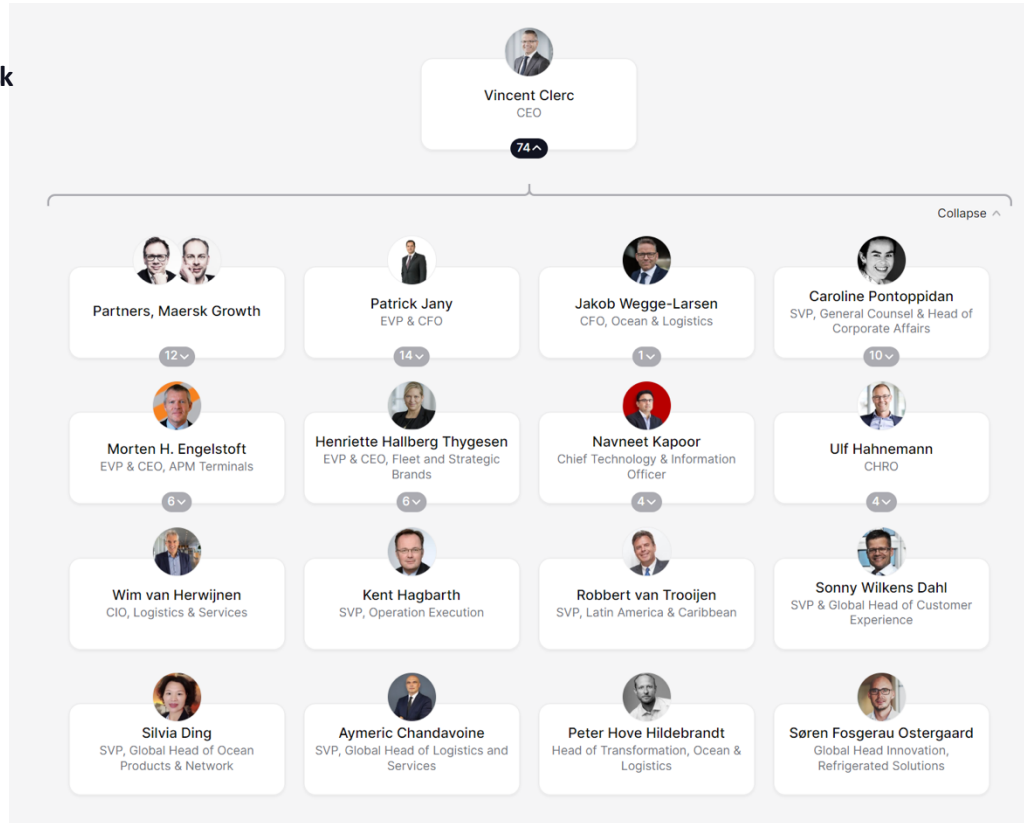 k
Vincent Clerc
CEO
74
Collapse
Partners, Maersk Growth
12
Patrick Jany
EVP & CFO
14
Jakob Wegge-Larsen
CFO, Ocean & Logistics
1
Caroline Pontoppidan
SVP, General Counsel & Head of
Corporate Affairs
10
Morten H. Engelstoft
EVP & CEO, APM Terminals
6
Henriette Hallberg Thygesen
EVP & CEO, Fleet and Strategic
Brands
6
Navneet Kapoor
Chief Technology & Information
Officer
4
Ulf Hahnemann
CHRO
4
Wim van Herwijnen
CIO, Logistics & Services
Kent Hagbarth
SVP, Operation Execution
Robbert van Trooijen
SVP, Latin America & Caribbean
Sonny Wilkens Dahl
SVP & Global Head of Customer
Experience
Silvia Ding
SVP, Global Head of Ocean
Products & Network
Aymeric Chandavoine
SVP, Global Head of Logistics and
Services
Peter Hove Hildebrandt
Head of Transformation, Ocean &
Logistics
Søren Fosgerau Ostergaard
Global Head Innovation,
Refrigerated Solutions